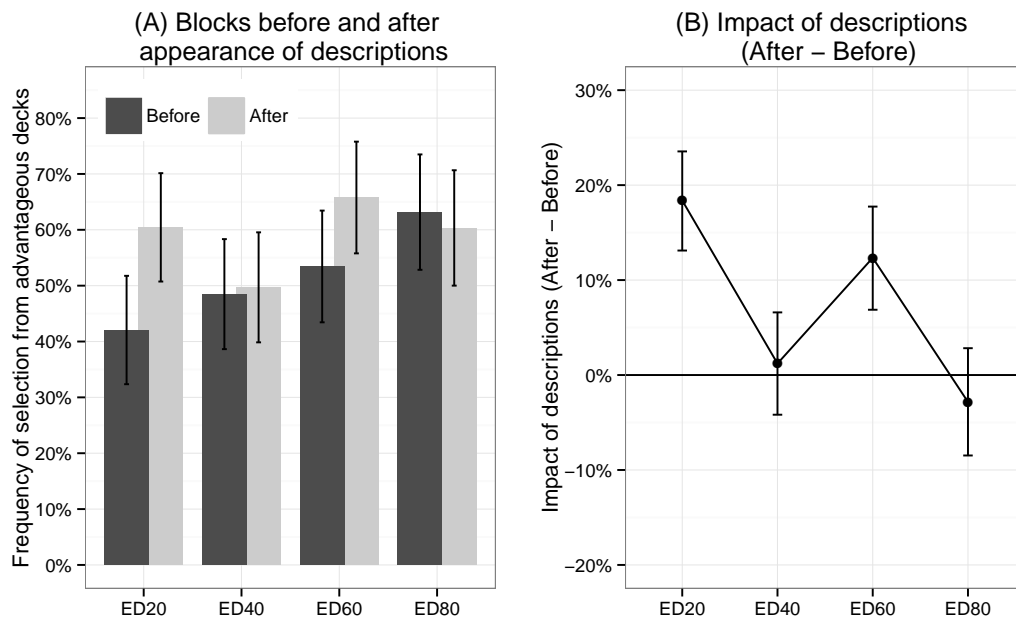 (A) Blocks before and after
appearance of descriptions
Frequency of selection from advantageous decks
80%
70%
60%
50%
40%
30%
20%
10%
0%
Before
After
ED20
ED40
ED60
ED80
(B) Impact of descriptions
(After − Before)
Impact of descriptions (After − Before)
30%
20%
10%
0%
−10%
−20%
ED20
ED40
ED60
ED80